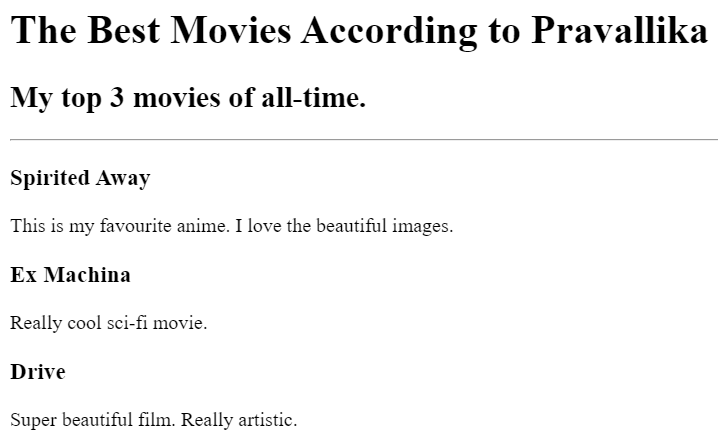 The Best Movies According to Pravallika
My top 3 movies of all-time.
Spirited Away
This is my favourite anime. I love the beautiful images.
Ex Machina
Really cool sci-fi movie.
Drive
Super beautiful film. Really artistic.